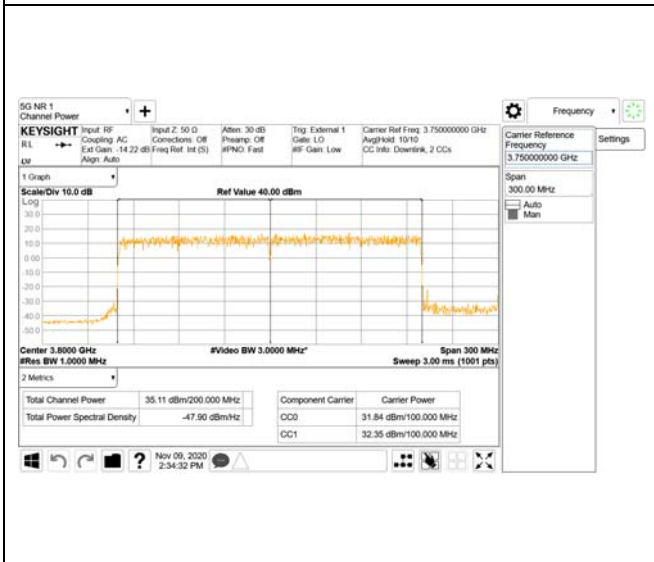 5G NR 1
Channel Power
Frequency
KEYSIGHT
RL
Input: RF
Coupling: AC
Ext Gain: -14.22 dB
Align: Auto
Input Z: 50 Ω
Corrections: Off
Freq Ref: Int (S)
Atten: 30 dB
Preamp: Off
#PNO: Fast
Trig: External 1
Gate: LO
#IF Gain: Low
Carrier Ref Freq: 3.750000000 GHz
Avg|Hold: 10/10
CC Info: Downlink, 2 CCs
Carrier Reference
Frequency
3.750000000 GHz
Span
300.00 MHz
Auto
Man
Settings
1 Graph
Scale/Div 10.0 dB
Ref Value 40.00 dBm
Log
30.0
20.0
10.0
0.00
-10.0
-20.0
-30.0
-40.0
-50.0
Center 3.8000 GHz
#Video BW 3.0000 MHz*
Span 300 MHz
#Res BW 1.0000 MHz
Sweep 3.00 ms (1001 pts)
2 Metrics
Total Channel Power 35.11 dBm/200.000 MHz
Total Power Spectral Density -47.90 dBm/Hz
Component Carrier Carrier Power
CC0 31.84 dBm/100.000 MHz
CC1 32.35 dBm/100.000 MHz
Nov 09, 2020
2:34:32 PM